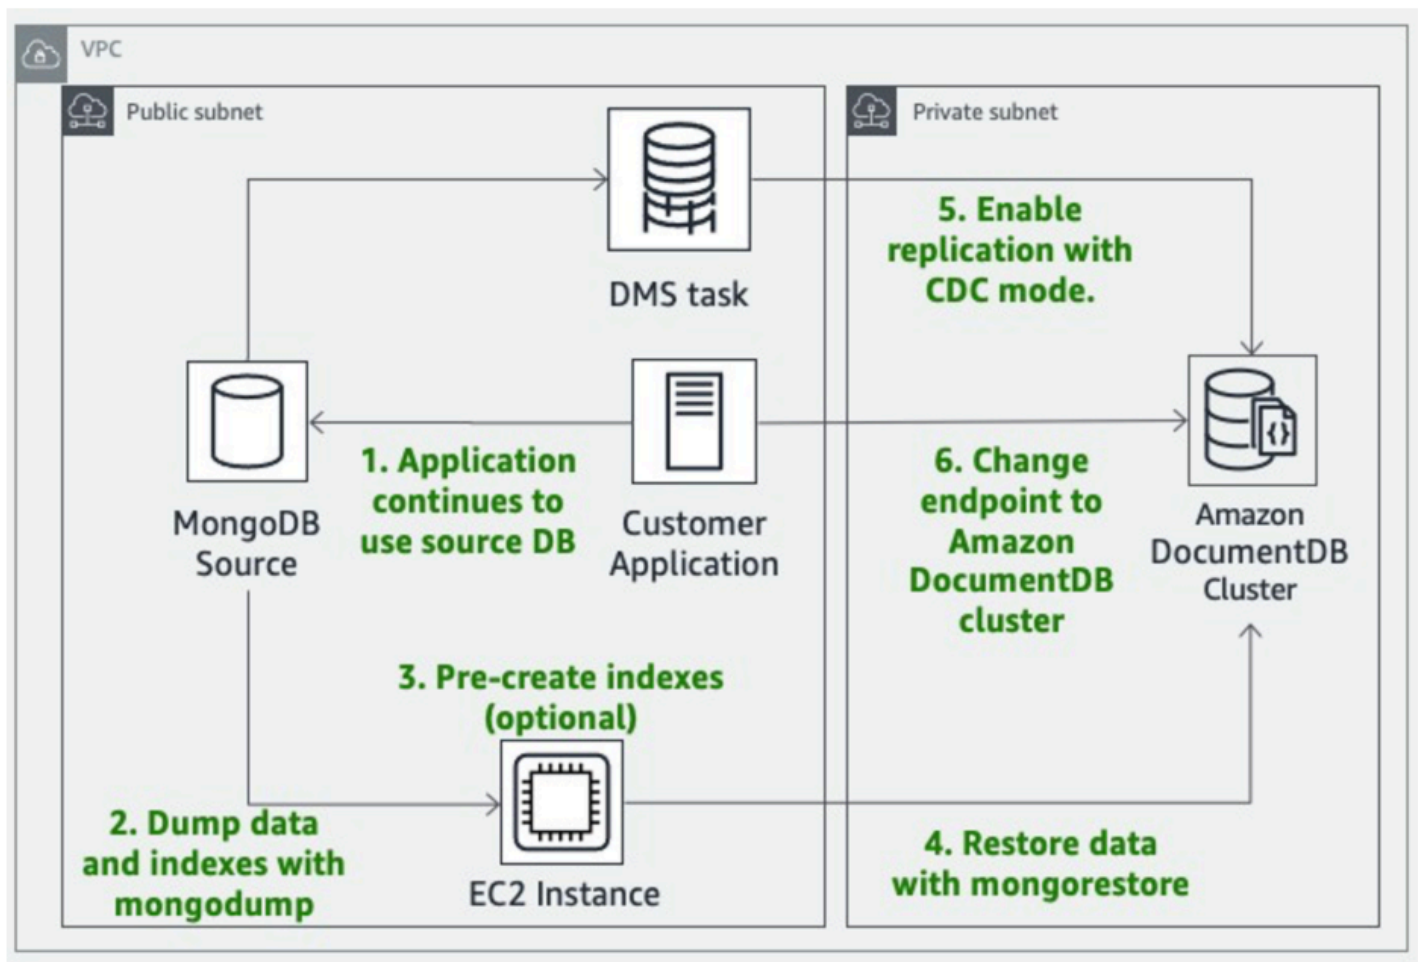 VPC
Public subnet
Private subnet
DMS task
5. Enable
replication with
CDC mode.
MongoDB
Source
1. Application
continues to
use source DB
Customer
Application
6. Change
endpoint to
Amazon
DocumentDB
cluster
Amazon
DocumentDB
Cluster
3. Pre-create indexes
(optional)
2. Dump data
and indexes with
mongodump
EC2 Instance
4. Restore data
with mongorestore